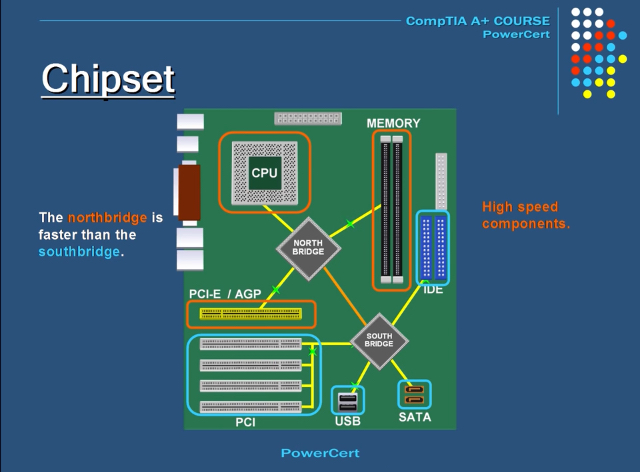 CompTIA A+ COURSE
PowerCert
Chipset
MEMORY
CPU
The northbridge is
faster than the
southbridge.
High speed
components.
NORTH
BRIDGE
IDE
PCI-E / AGP
SOUTH
BRIDGE
PCI
USB
SATA
PowerCert